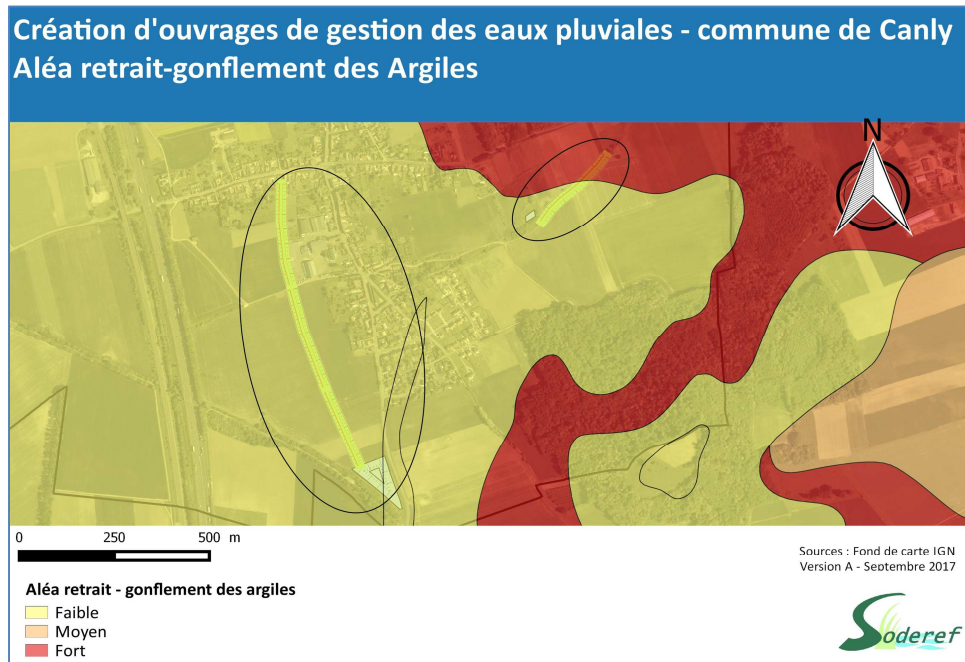 Création d'ouvrages de gestion des eaux pluviales - commune de Canly
Aléa retrait-gonflement des Argiles
N
0 250 500 m
Sources : Fond de carte IGN
Version A - Septembre 2017
Aléa retrait - gonflement des argiles
Faible
Moyen
Fort
Soderef